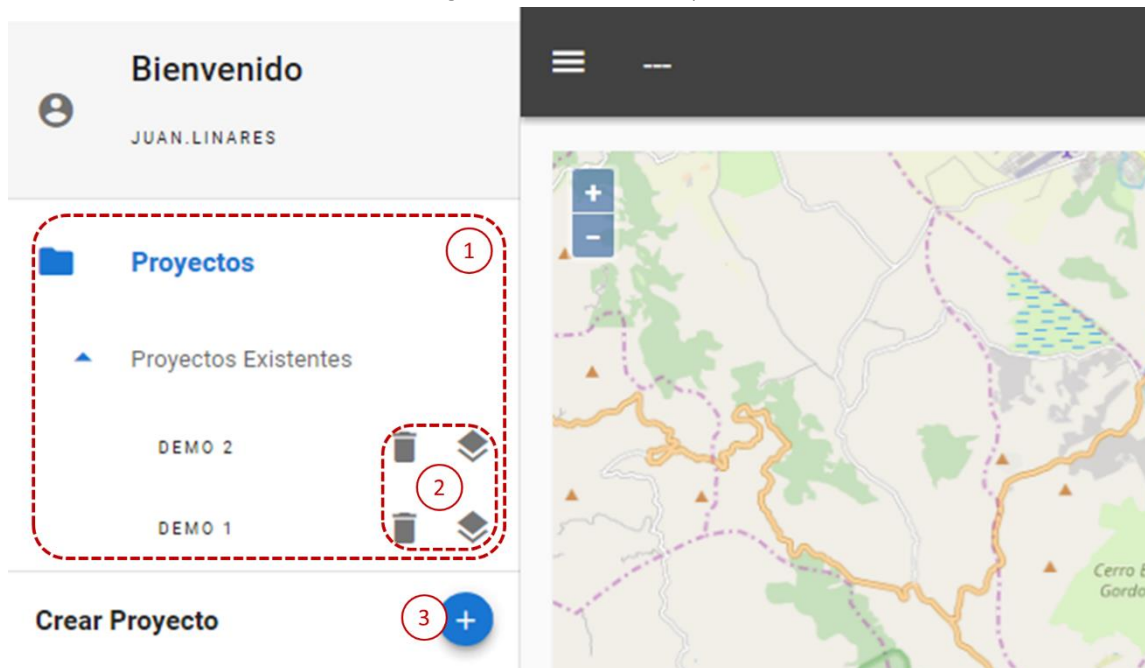 Bienvenido
JUAN.LINARES
---
+
-
Proyectos
1
Proyectos Existentes
DEMO 2
2
DEMO 1
Crear Proyecto
3
+
Cerro
Gordo